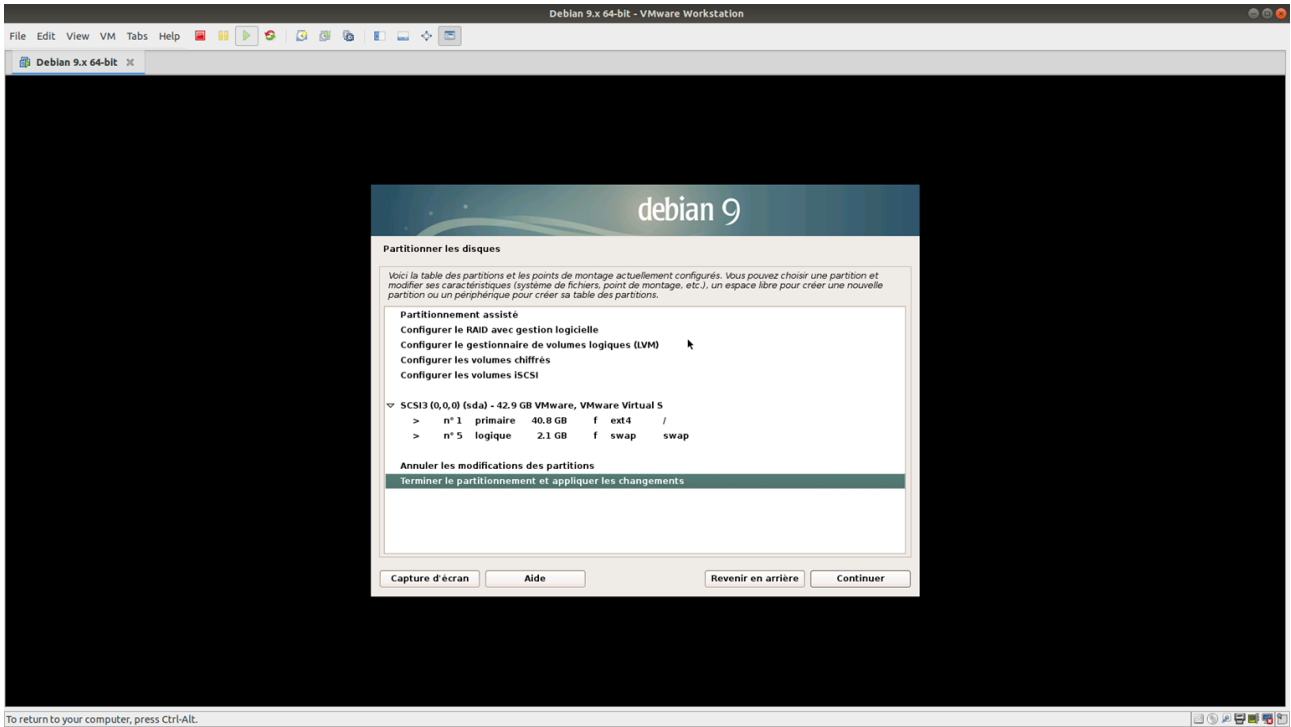 Debian 9.x 64-bit - VMware Workstation
File Edit View VM Tabs Help
Debian 9.x 64-bit
debian 9
Partitionner les disques
Voici la table des partitions et les points de montage actuellement configurés. Vous pouvez choisir une partition et
modifier ses caractéristiques (système de fichiers, point de montage, etc.), un espace libre pour créer une nouvelle
partition ou un périphérique pour créer sa table des partitions.
Partitionnement assisté
Configurer le RAID avec gestion logicielle
Configurer le gestionnaire de volumes logiques (LVM)
Configurer les volumes chiffrés
Configurer les volumes iSCSI
SCSI3 (0,0,0) (sda) - 42.9 GB VMware, VMware Virtual S
> n° 1 primaire 40.8 GB f ext4 /
> n° 5 logique 2.1 GB f swap swap
Annuler les modifications des partitions
Terminer le partitionnement et appliquer les changements
Capture d'écran Aide Revenir en arrière Continuer
To return to your computer, press Ctrl-Alt.